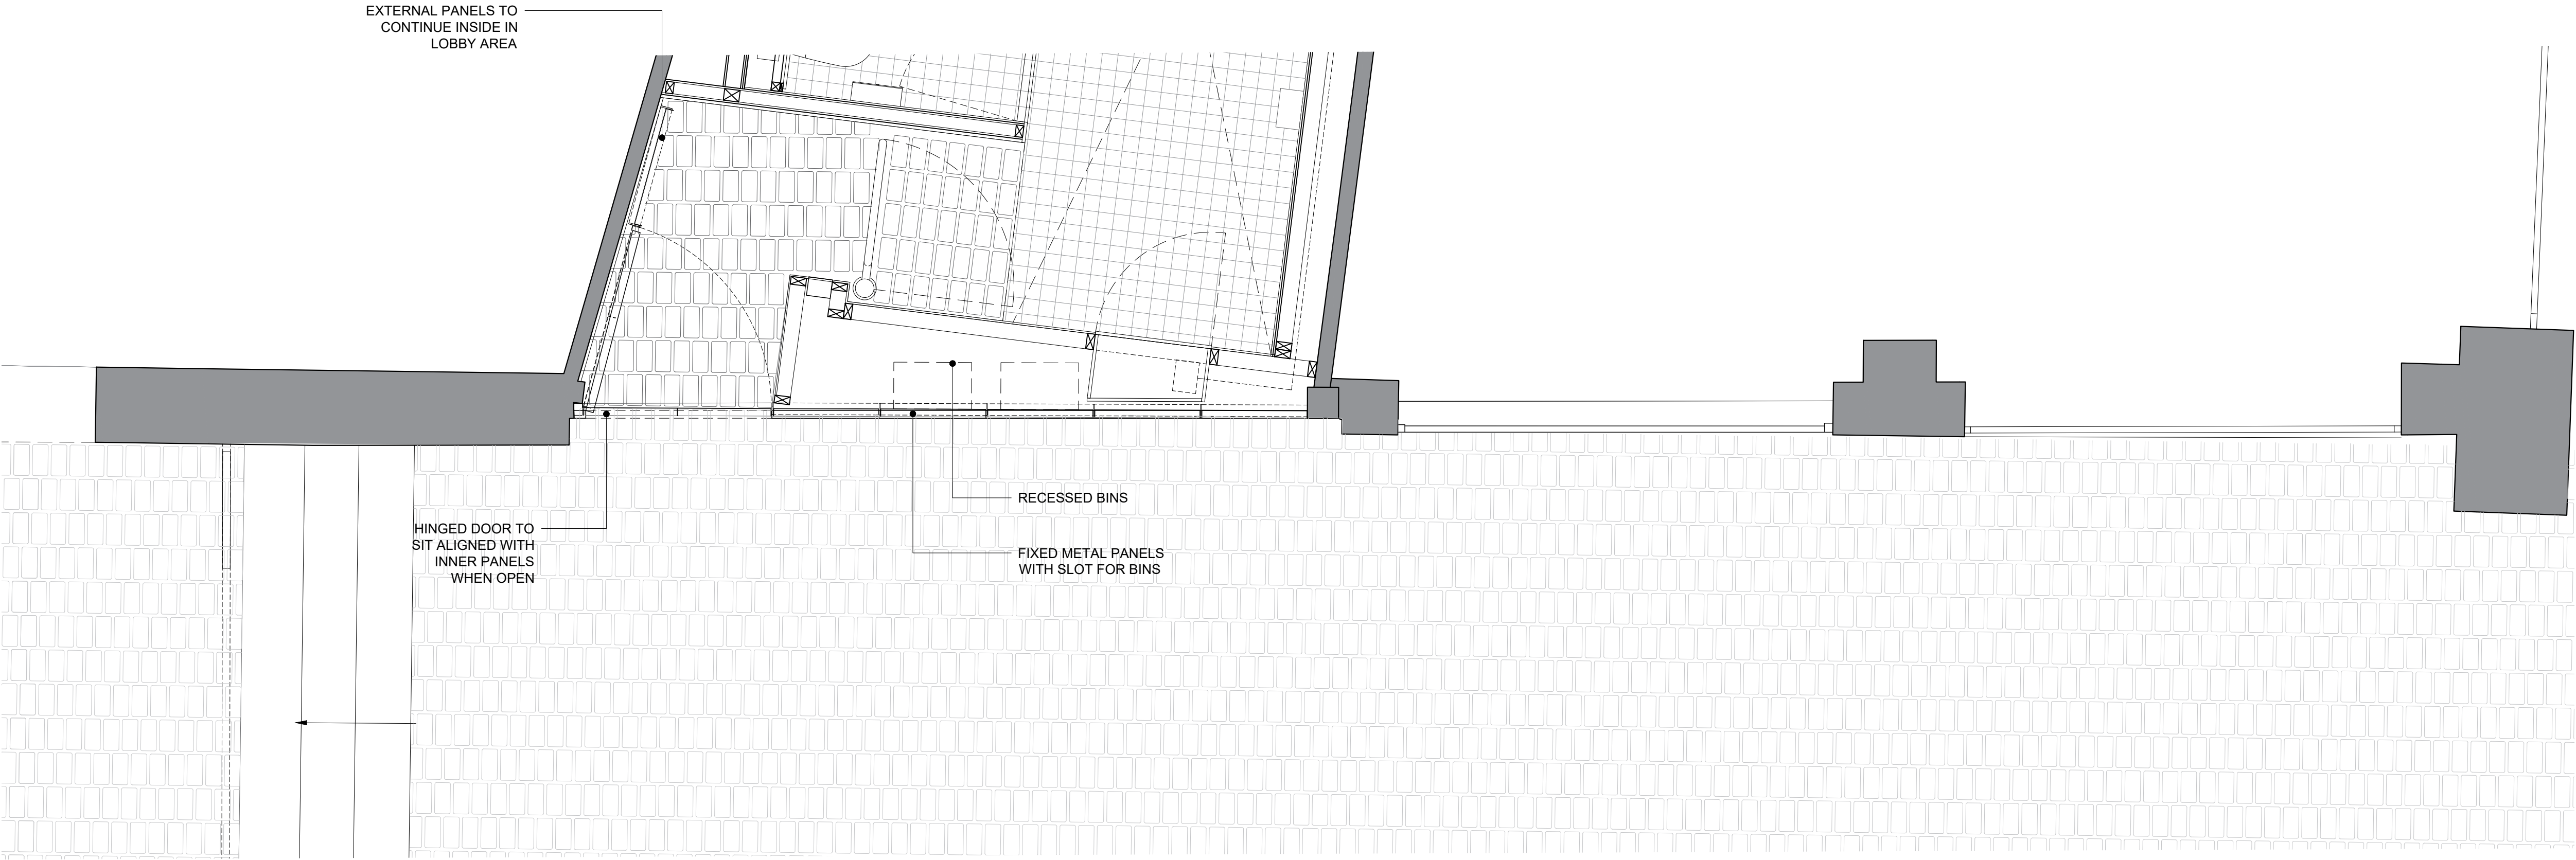 EXTERNAL PANELS TO
CONTINUE INSIDE IN
LOBBY AREA
RECESSED BINS
HINGED DOOR TO
SIT ALIGNED WITH
INNER PANELS
WHEN OPEN
FIXED METAL PANELS
WITH SLOT FOR BINS